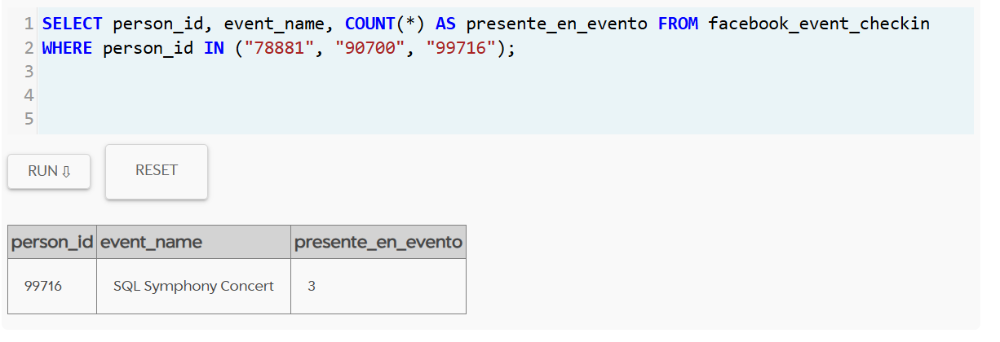 1 SELECT person_id, event_name, COUNT(*) AS presente_en_evento FROM facebook_event_checkin
2 WHERE person_id IN ("78881", "90700", "99716");
3
4
5
RUN ⇩ RESET
person_id event_name presente_en_evento
99716 SQL Symphony Concert 3